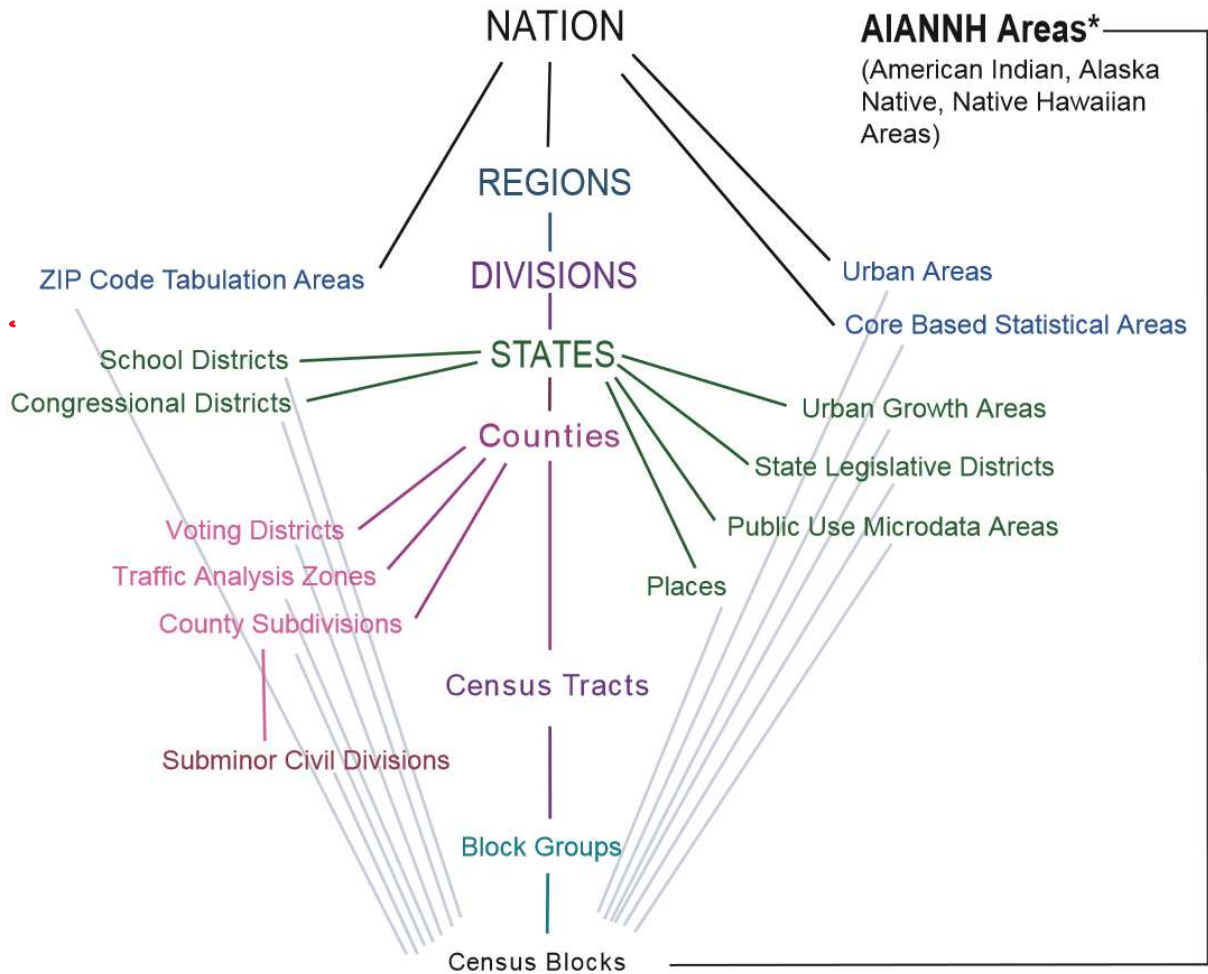 NATION
AIANNH Areas*
(American Indian, Alaska
Native, Native Hawaiian
Areas)
REGIONS
ZIP Code Tabulation Areas
DIVISIONS
Urban Areas
Core Based Statistical Areas
School Districts
STATES
Congressional Districts
Urban Growth Areas
Counties
State Legislative Districts
Voting Districts
Public Use Microdata Areas
Traffic Analysis Zones
Places
County Subdivisions
Census Tracts
Subminor Civil Divisions
Block Groups
Census Blocks